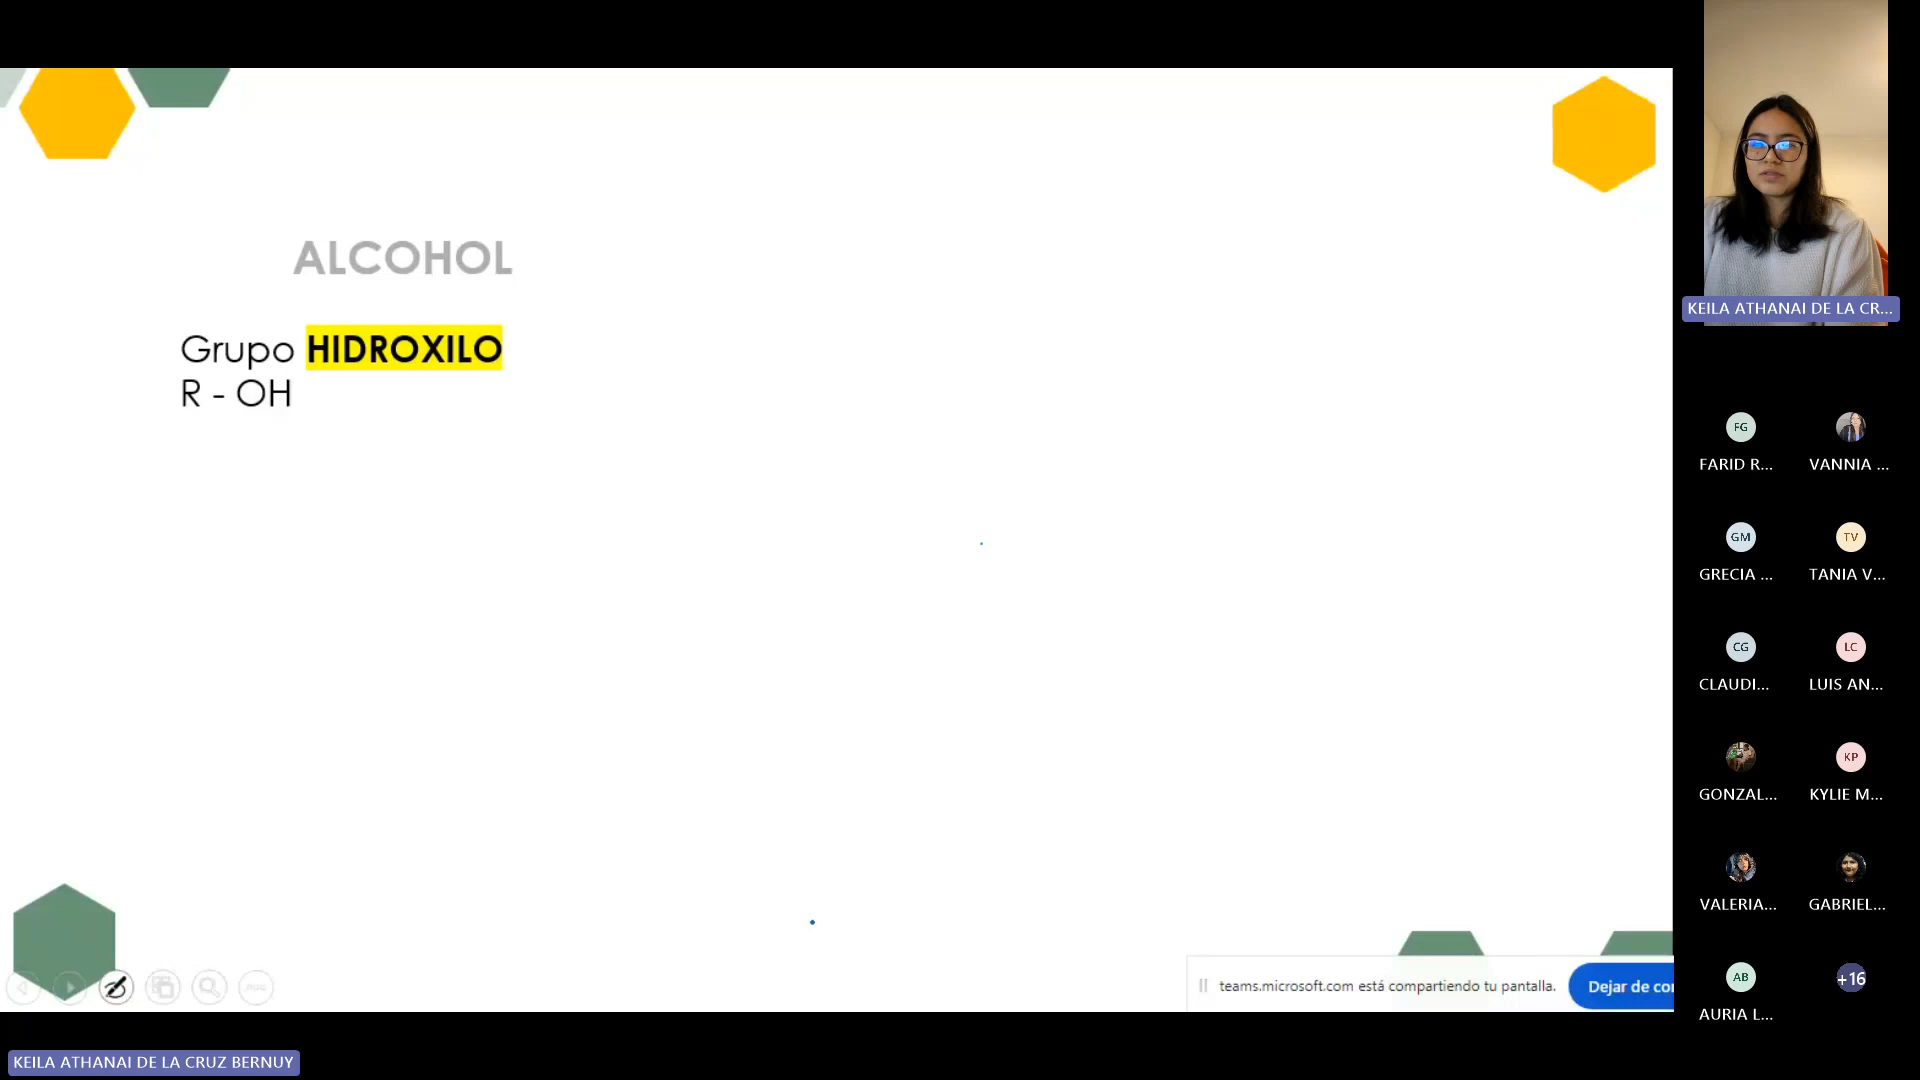 ALCOHOL
Grupo HIDROXILO
R - OH
teams.microsoft.com está compartiendo tu pantalla.
Dejar de co
KEILA ATHANAI DE LA CRUZ BERNUY
KEILA ATHANAI DE LA CR...
FG
FARID R...
VANNIA ...
GM
GRECIA ...
TV
TANIA V...
CG
CLAUDI...
LC
LUIS AN...
GONZAL...
KP
KYLIE M...
VALERIA...
GABRIEL...
AB
AURIA L...
+16